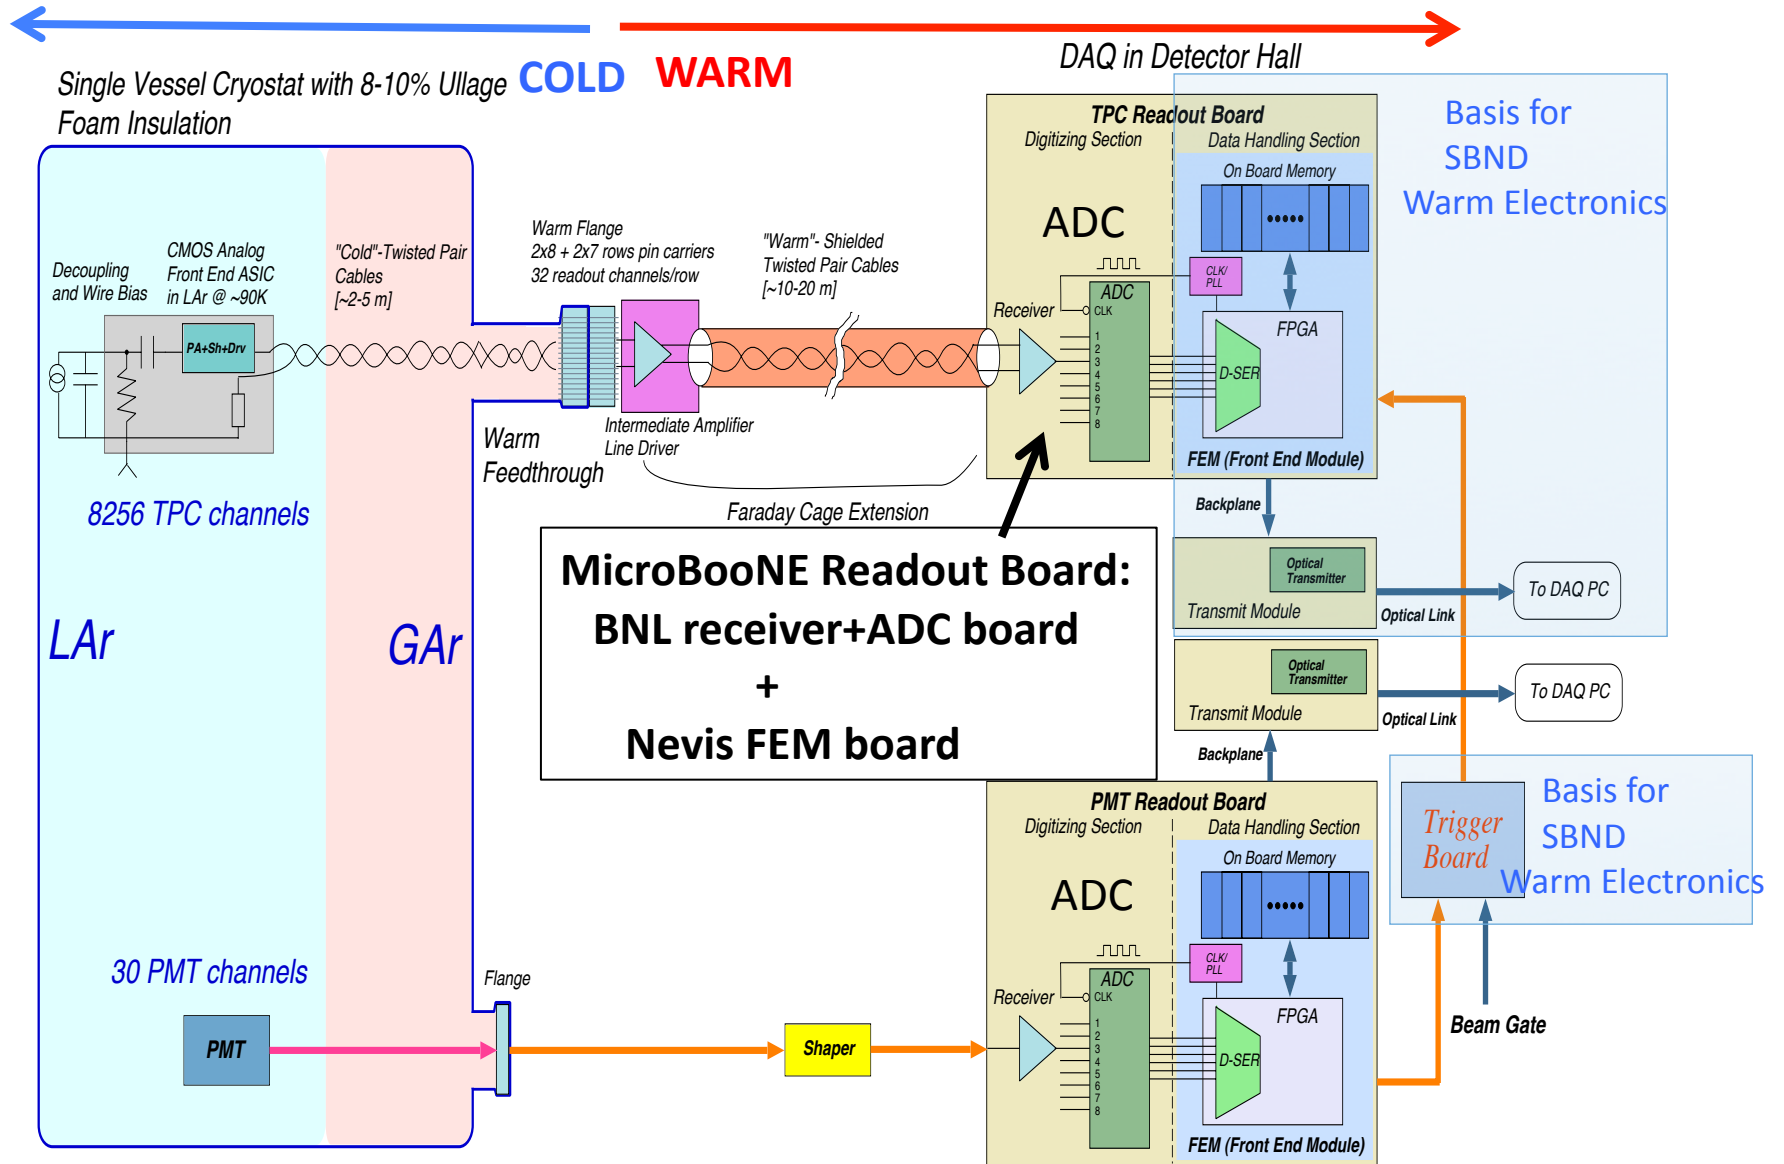 COLD WARM
DAQ in Detector Hall
Single Vessel Cryostat with 8-10% Ullage
Foam Insulation
Basis for
SBND
Warm Electronics
TPC Readout Board
Digitizing Section
Data Handling Section
On Board Memory
ADC
Decoupling
and Wire Bias
CMOS Analog
Front End ASIC
in LAr @ ~90K
"Cold"-Twisted Pair
Cables
[~2-5 m]
Warm Flange
2x8 + 2x7 rows pin carriers
32 readout channels/row
"Warm"- Shielded
Twisted Pair Cables
[~10-20 m]
Receiver
ADC
CLK
1
2
3
4
5
6
7
8
CLK/
PLL
FPGA
D-SER
FEM (Front End Module)
PA+Sh+Drv
Intermediate Amplifier
Line Driver
Warm
Feedthrough
Faraday Cage Extension
8256 TPC channels
LAr
GAr
MicroBooNE Readout Board:
BNL receiver+ADC board
+
Nevis FEM board
Backplane
Optical
Transmitter
Transmit Module
Optical Link
To DAQ PC
Optical
Transmitter
Transmit Module
Optical Link
To DAQ PC
Backplane
PMT Readout Board
Digitizing Section
Data Handling Section
On Board Memory
ADC
Receiver
ADC
CLK
1
2
3
4
5
6
7
8
CLK/
PLL
FPGA
D-SER
FEM (Front End Module)
Trigger
Board
Basis for
SBND
Warm Electronics
Beam Gate
30 PMT channels
PMT
Flange
Shaper